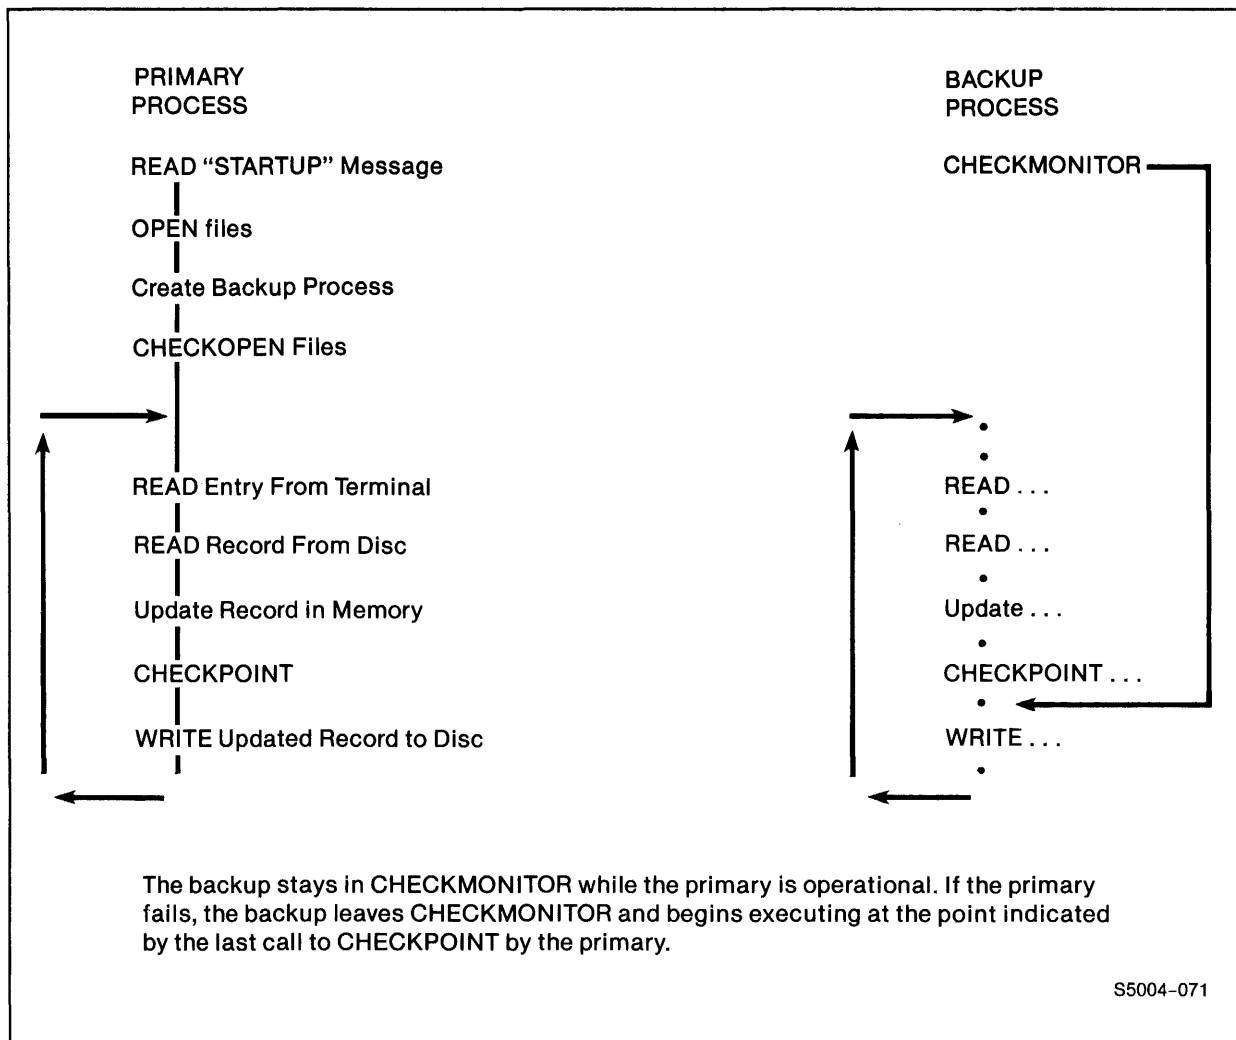 PRIMARY
PROCESS
BACKUP
PROCESS
READ “STARTUP” Message
CHECKMONITOR
OPEN files
Create Backup Process
CHECKOPEN Files
READ Entry From Terminal
READ . . .
READ Record From Disc
READ . . .
Update Record in Memory
Update . . .
CHECKPOINT
CHECKPOINT . . .
WRITE Updated Record to Disc
WRITE . . .
The backup stays in CHECKMONITOR while the primary is operational. If the primary
fails, the backup leaves CHECKMONITOR and begins executing at the point indicated
by the last call to CHECKPOINT by the primary.
S5004-071